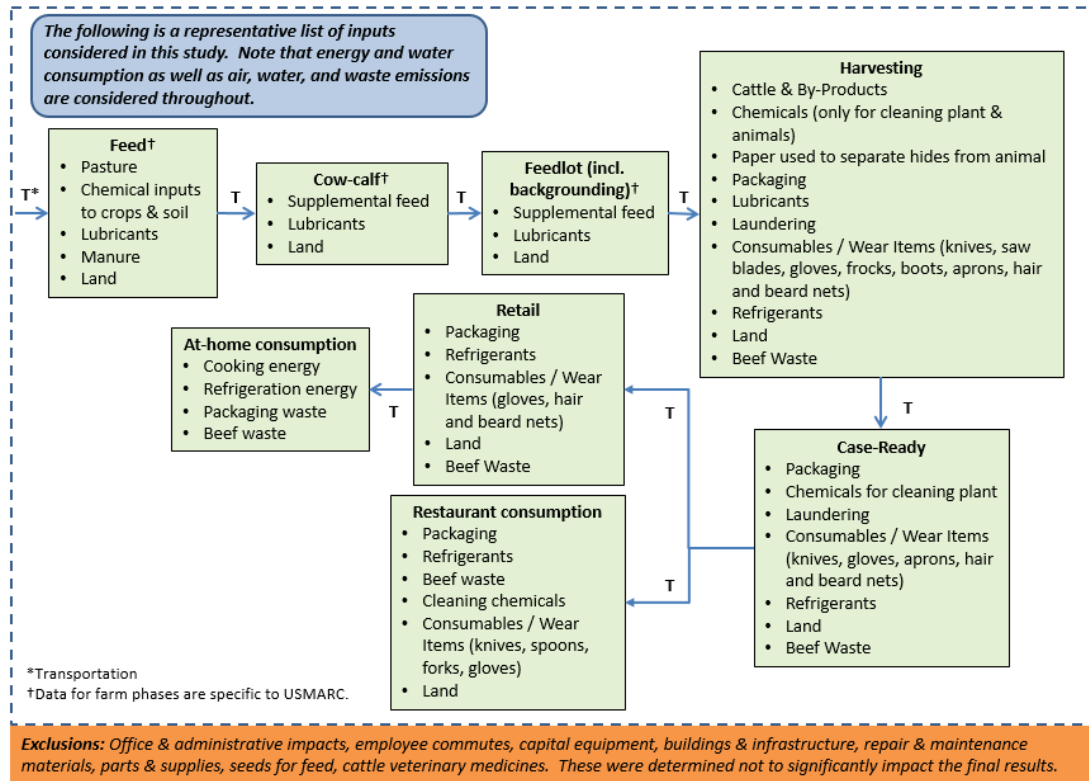 The following is a representative list of inputs
considered in this study.  Note that energy and water
consumption as well as air, water, and waste emissions
are considered throughout.
T*
Feed†
• Pasture
• Chemical inputs
to crops & soil
• Lubricants
• Manure
• Land
T
Cow-calf†
• Supplemental feed
• Lubricants
• Land
T
Feedlot (incl.
backgrounding)†
• Supplemental feed
• Lubricants
• Land
T
Harvesting
• Cattle & By-Products
• Chemicals (only for cleaning plant &
animals)
• Paper used to separate hides from animal
• Packaging
• Lubricants
• Laundering
• Consumables / Wear Items (knives, saw
blades, gloves, frocks, boots, aprons, hair
and beard nets)
• Refrigerants
• Land
• Beef Waste
T
Case-Ready
• Packaging
• Chemicals for cleaning plant
• Laundering
• Consumables / Wear Items
(knives, gloves, aprons, hair
and beard nets)
• Refrigerants
• Land
• Beef Waste
T
Retail
• Packaging
• Refrigerants
• Consumables / Wear
Items (gloves, hair
and beard nets)
• Land
• Beef Waste
T
At-home consumption
• Cooking energy
• Refrigeration energy
• Packaging waste
• Beef waste
T
Restaurant consumption
• Packaging
• Refrigerants
• Beef waste
• Cleaning chemicals
• Consumables / Wear
Items (knives, spoons,
forks, gloves)
• Land
*Transportation
†Data for farm phases are specific to USMARC.
Exclusions: Office & administrative impacts, employee commutes, capital equipment, buildings & infrastructure, repair & maintenance
materials, parts & supplies, seeds for feed, cattle veterinary medicines.  These were determined not to significantly impact the final results.